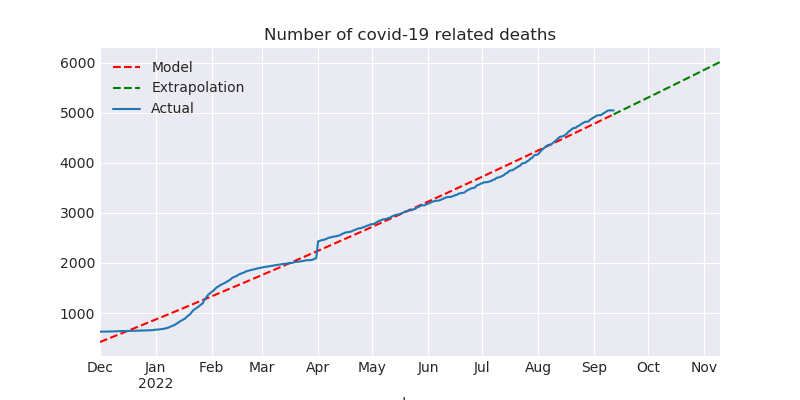 Number of covid-19 related deaths
6000
5000
4000
3000
2000
1000
Model
Extrapolation
Actual
Dec Jan Feb Mar Apr May Jun Jul Aug Sep Oct Nov
2022